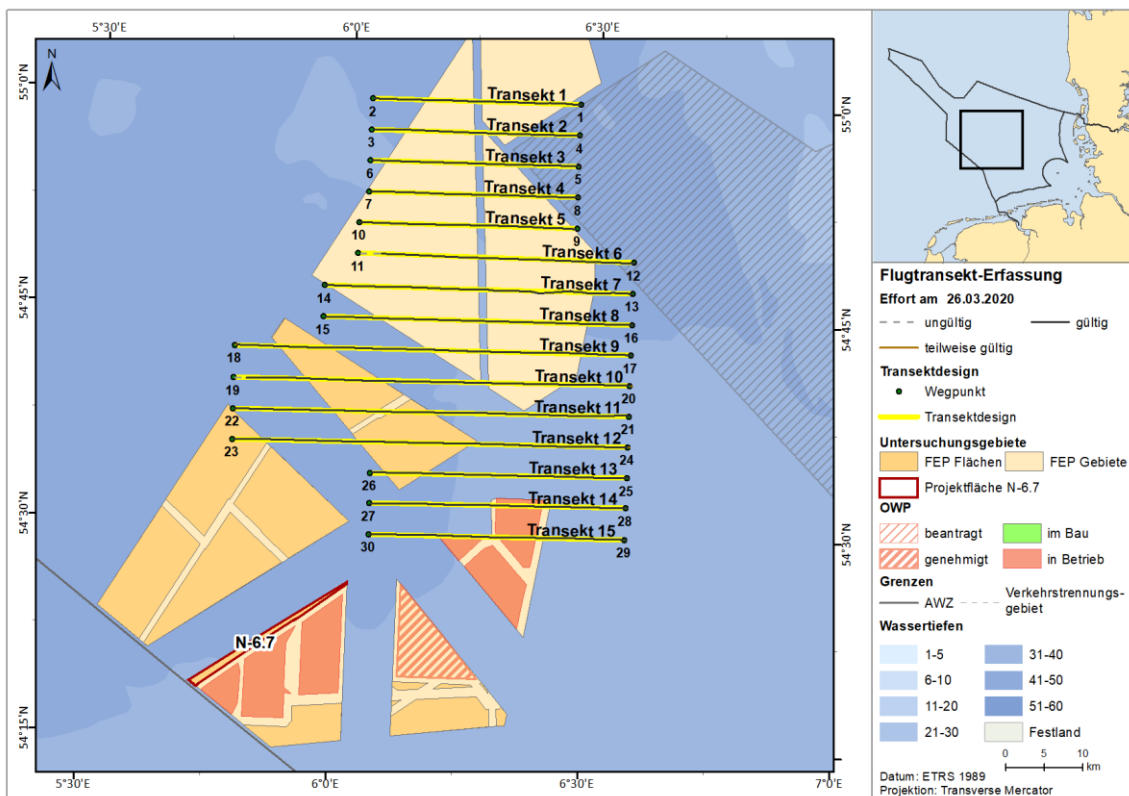 5°30'E
6°0'E
6°30'E
N
55°0'N
54°45'N
54°30'N
54°15'N
55°0'N
54°45'N
54°30'N
Transekt 1
2
1
Transekt 2
3
4
Transekt 3
6
5
Transekt 4
7
8
Transekt 5
10
9
Transekt 6
11
12
Transekt 7
14
13
Transekt 8
15
16
Transekt 9
18
17
Transekt 10
19
20
Transekt 11
22
21
Transekt 12
23
24
Transekt 13
26
25
Transekt 14
27
28
Transekt 15
30
29
N-6.7
5°30'E
6°0'E
6°30'E
7°0'E
Flugtransekt-Erfassung
Effort am 26.03.2020
ungültig
gültig
teilweise gültig
Transektdesign
Wegpunkt
Transektdesign
Untersuchungsgebiete
FEP Flächen
FEP Gebiete
Projektfläche N-6.7
OWP
beantragt
im Bau
genehmigt
in Betrieb
Grenzen
AWZ
Verkehrstrennungs-
gebiet
Wassertiefen
1-5
31-40
6-10
41-50
11-20
51-60
21-30
Festland
0 5 10
km
Datum: ETRS 1989
Projektion: Transverse Mercator